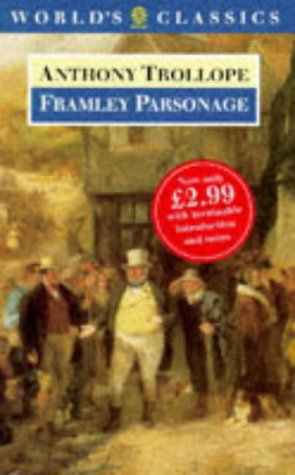 WORLD'S CLASSICS
ANTHONY TROLLOPE
FRAMLEY PARSONAGE
Now only
£2.99
with invaluable
introduction
and notes